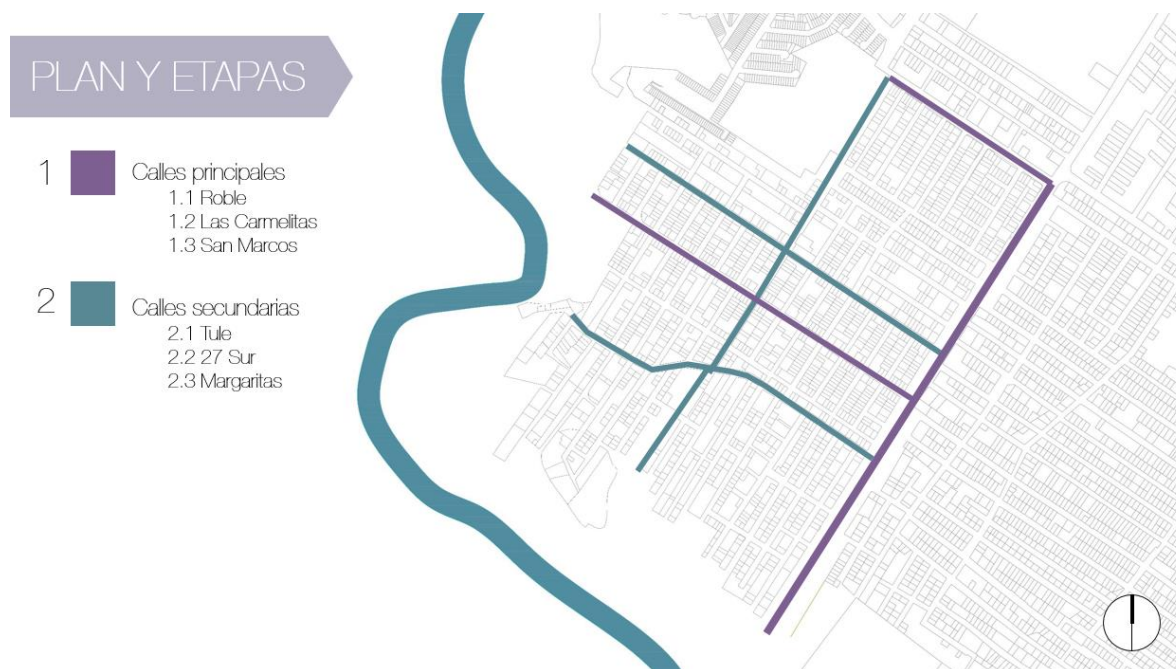 PLAN Y ETAPAS
1
Calles principales
1.1 Roble
1.2 Las Carmelitas
1.3 San Marcos
2
Calles secundarias
2.1 Tule
2.2 27 Sur
2.3 Margaritas